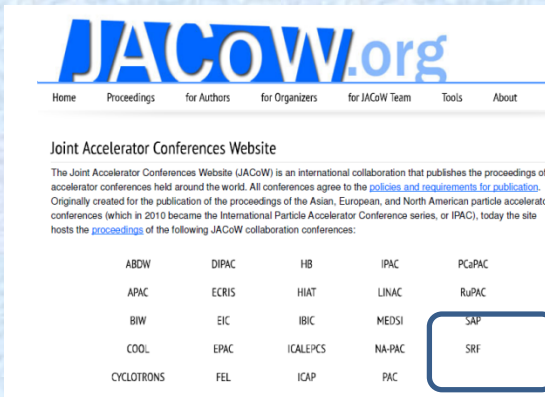 JACoW.org
Home Proceedings for Authors for Organizers for JACoW Team Tools About
Joint Accelerator Conferences Website
The Joint Accelerator Conferences Website (JACoW) is an international collaboration that publishes the proceedings of
accelerator conferences held around the world. All conferences agree to the policies and requirements for publication.
Originally created for the publication of the proceedings of the Asian, European, and North American particle accelerato
conferences (which in 2010 became the International Particle Accelerator Conference series, or IPAC), today the site
hosts the proceedings of the following JACoW collaboration conferences:
ABDW DIPAC HB IPAC PCaPAC
APAC ECRIS HIAT LINAC RuPAC
BIW EIC IBIC MEDSI SAP
COOL EPAC ICALEPCS NA-PAC SRF
CYCLOTRONS FEL ICAP PAC